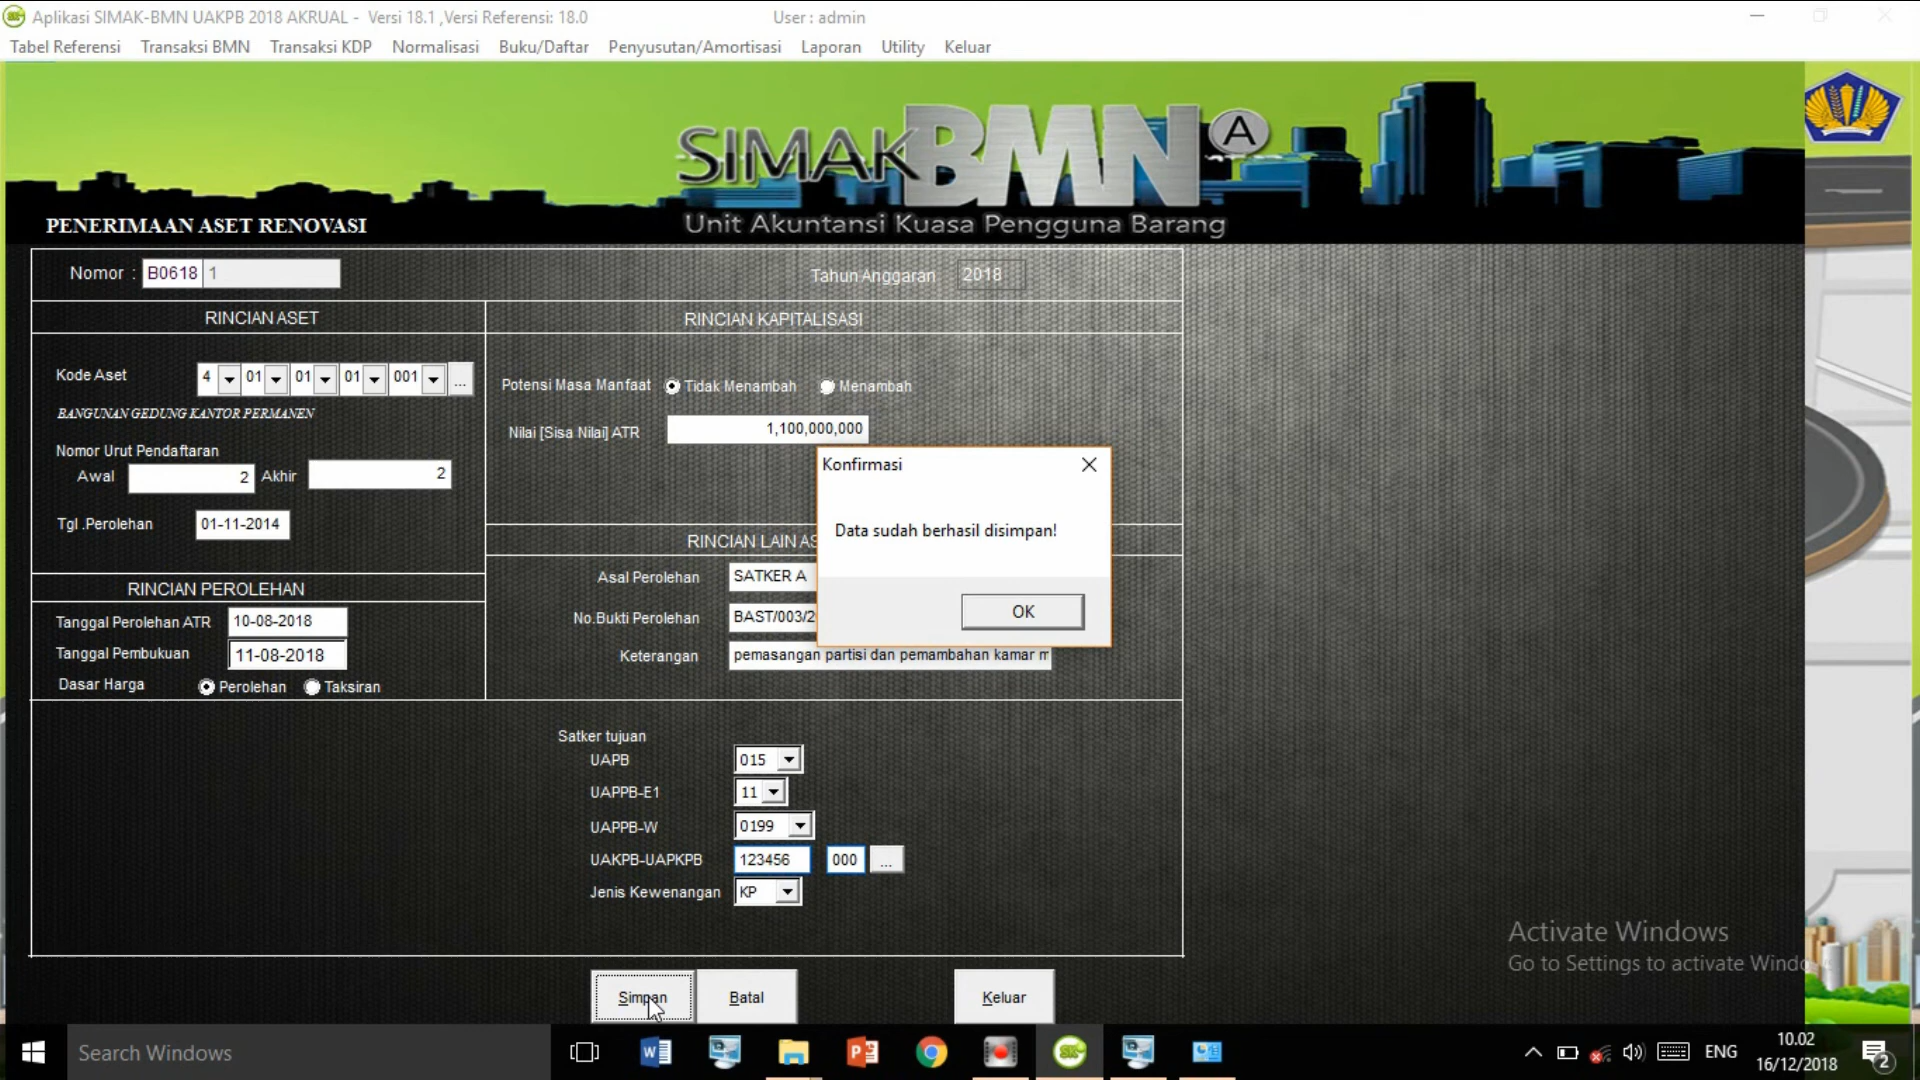 Aplikasi SIMAK-BMN UAKPB 2018 AKRUAL - Versi 18.1 ,Versi Referensi: 18.0 User : admin
Tabel Referensi Transaksi BMN Transaksi KDP Normalisasi Buku/Daftar Penyusutan/Amortisasi Laporan Utility Keluar
SIMAK BMN A
Unit Akuntansi Kuasa Pengguna Barang
PENERIMAAN ASET RENOVASI
Nomor : B0618 1 Tahun Anggaran 2018
RINCIAN ASET
Kode Aset 4 01 01 01 001 ...
BANGUNAN GEDUNG KANTOR PERMANEN
Nomor Urut Pendaftaran
Awal 2 Akhir 2
Tgl .Perolehan 01-11-2014
RINCIAN KAPITALISASI
Potensi Masa Manfaat Tidak Menambah Menambah
Nilai [Sisa Nilai] ATR 1,100,000,000
Konfirmasi
Data sudah berhasil disimpan!
OK
RINCIAN PEROLEHAN
Tanggal Perolehan ATR 10-08-2018
Tanggal Pembukuan 11-08-2018
Dasar Harga Perolehan Taksiran
RINCIAN LAIN AS
Asal Perolehan SATKER A
No.Bukti Perolehan BAST/003/2
Keterangan pemasangan partisi dan pemambahan kamar m
Satker tujuan
UAPB 015
UAPPB-E1 11
UAPPB-W 0199
UAKPB-UAPKPB 123456 000 ...
Jenis Kewenangan KP
Activate Windows
Go to Settings to activate Windo
Simpan Batal Keluar
Search Windows
ENG
10.02
16/12/2018
2